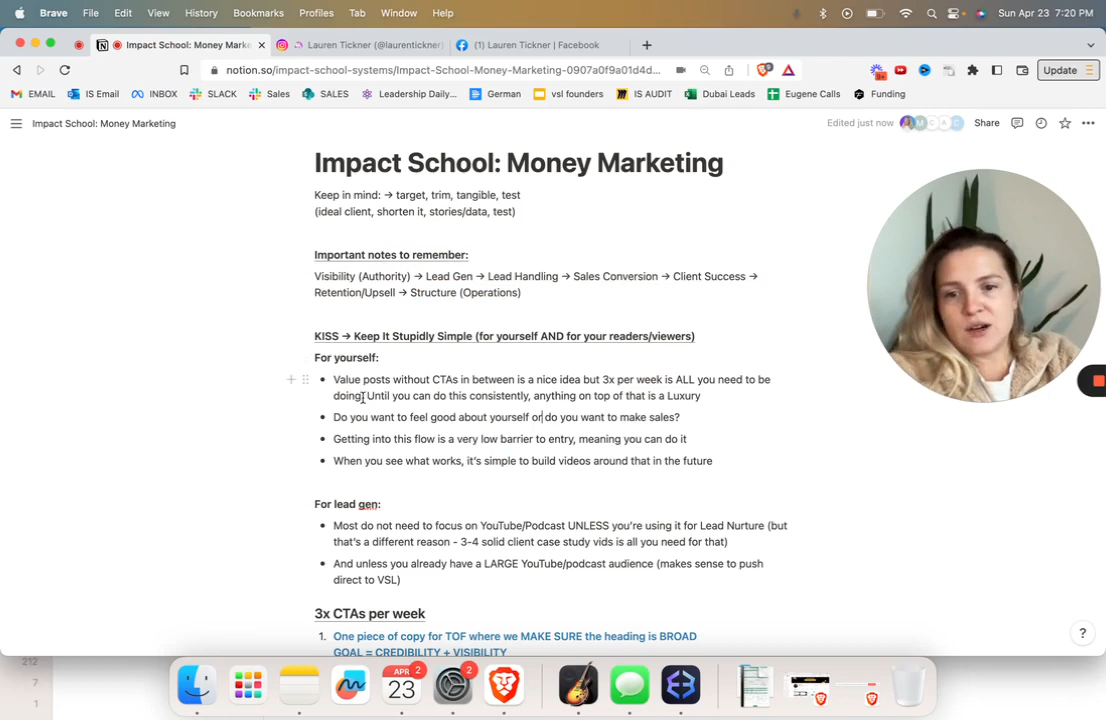 Brave File Edit View History Bookmarks Profiles Tab Window Help Sun Apr 23 7:20 PM
Impact School: Money Marke Lauren Tickner (@laurentickner) (1) Lauren Tickner | Facebook
notion.so/impact-school-systems/Impact-School-Money-Marketing-0907a0f9a01d4d... Update
EMAIL IS Email INBOX SLACK Sales SALES Leadership Daily... German vsl founders IS AUDIT Dubai Leads Eugene Calls Funding
Impact School: Money Marketing Edited just now Share
Impact School: Money Marketing
Keep in mind: → target, trim, tangible, test
(ideal client, shorten it, stories/data, test)
Important notes to remember:
Visibility (Authority) → Lead Gen → Lead Handling → Sales Conversion → Client Success →
Retention/Upsell → Structure (Operations)
KISS → Keep It Stupidly Simple (for yourself AND for your readers/viewers)
For yourself:
• Value posts without CTAs in between is a nice idea but 3x per week is ALL you need to be
doing. Until you can do this consistently, anything on top of that is a Luxury
• Do you want to feel good about yourself or do you want to make sales?
• Getting into this flow is a very low barrier to entry, meaning you can do it
• When you see what works, it's simple to build videos around that in the future
For lead gen:
• Most do not need to focus on YouTube/Podcast UNLESS you're using it for Lead Nurture (but
that's a different reason - 3-4 solid client case study vids is all you need for that)
• And unless you already have a LARGE YouTube/podcast audience (makes sense to push
direct to VSL)
3x CTAs per week
1. One piece of copy for TOF where we MAKE SURE the heading is BROAD
GOAL = CREDIBILITY + VISIBILITY
212
7
1
APR
23
2
2
?